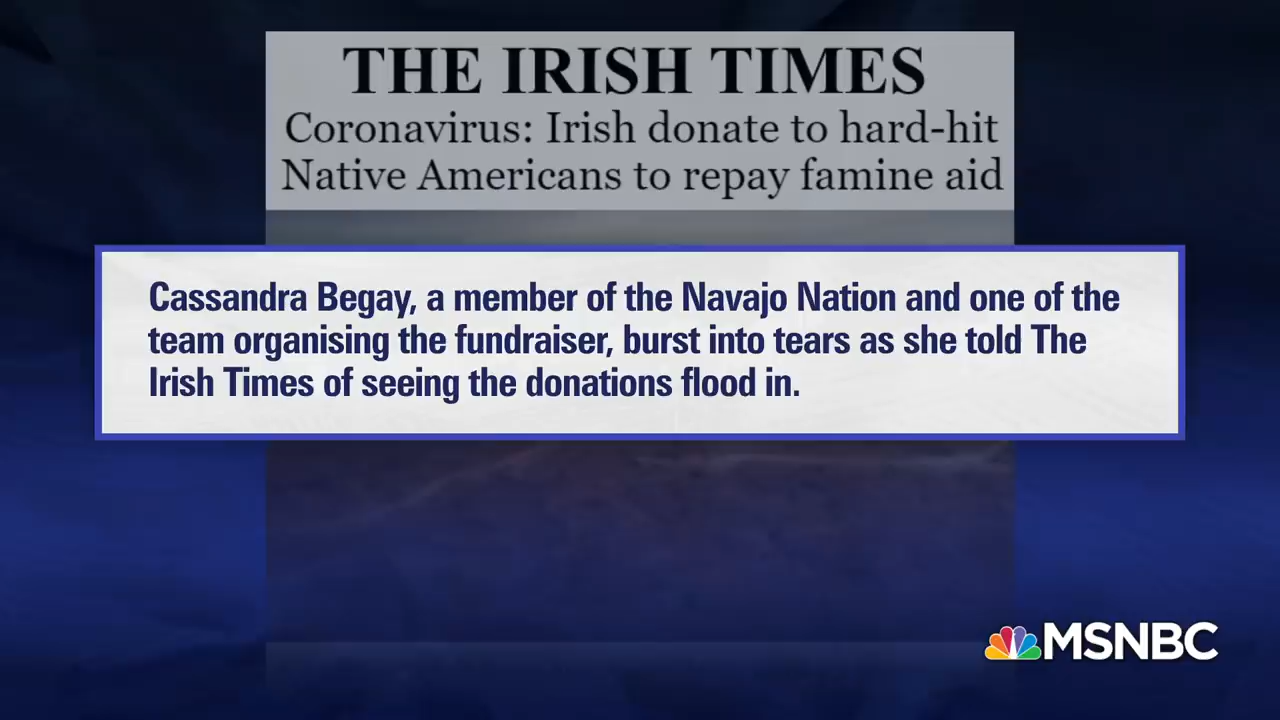 THE IRISH TIMES
Coronavirus: Irish donate to hard-hit
Native Americans to repay famine aid
Cassandra Begay, a member of the Navajo Nation and one of the
team organising the fundraiser, burst into tears as she told The
Irish Times of seeing the donations flood in.
MSNBC